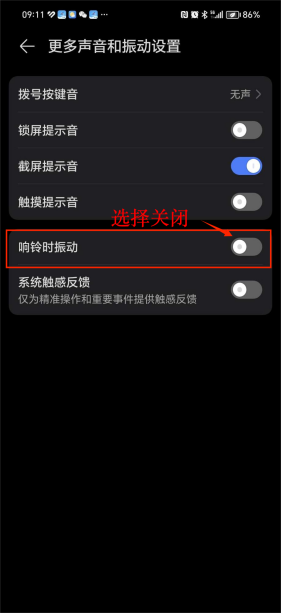 09:11 86%
更多声音和振动设置
拨号按键音 无声
锁屏提示音
截屏提示音
触摸提示音
选择关闭
响铃时振动
系统触感反馈
仅为精准操作和重要事件提供触感反馈